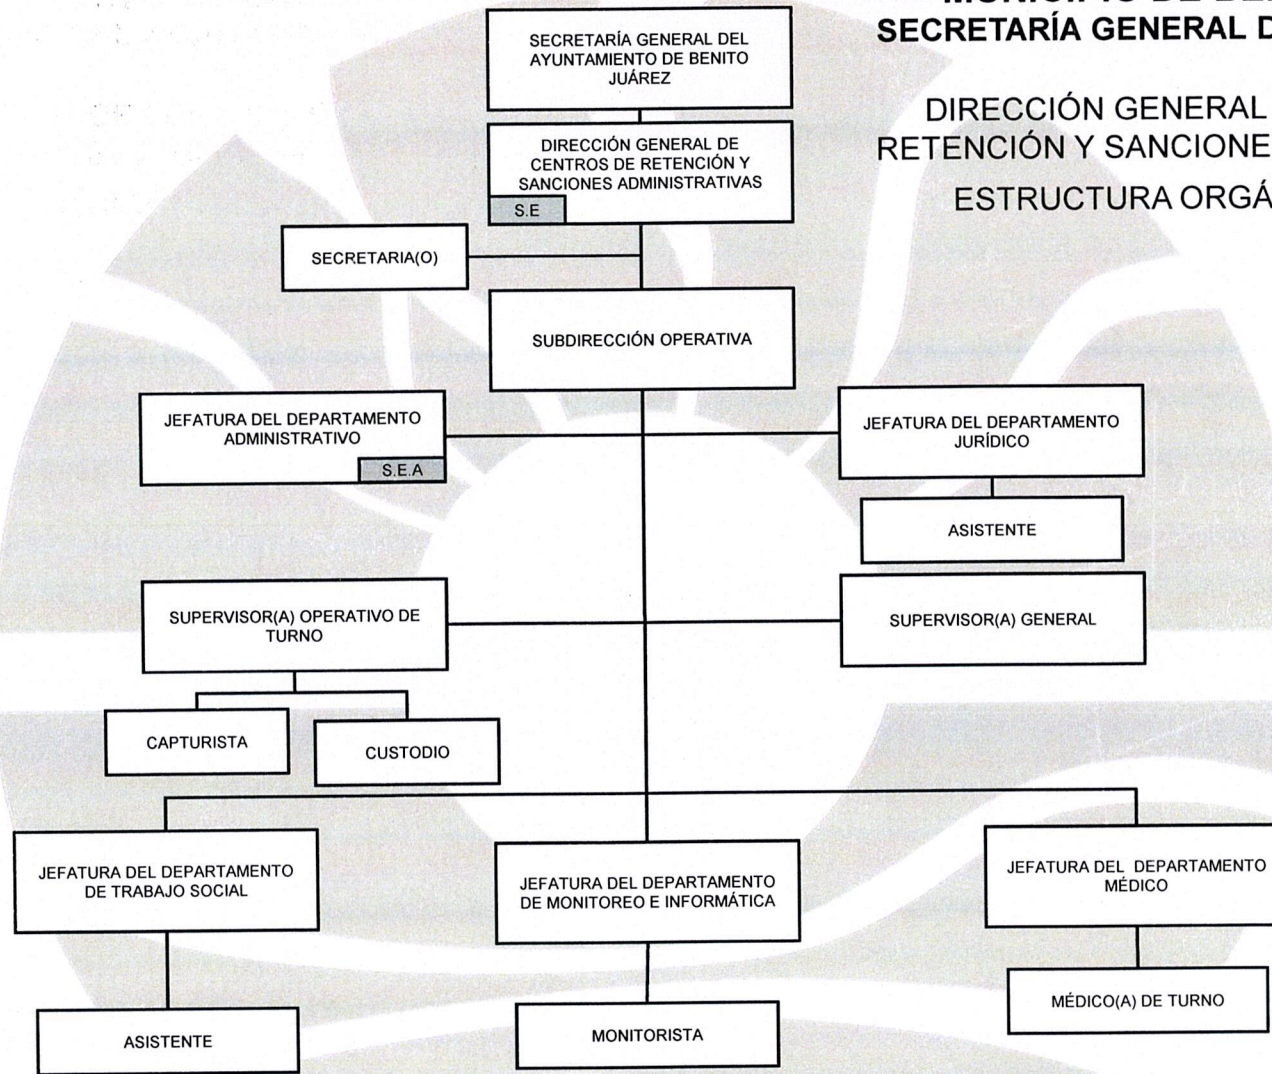 SECRETARÍA GENERAL D
DIRECCIÓN GENERAL
RETENCIÓN Y SANCIONE
ESTRUCTURA ORGÁ
SECRETARÍA GENERAL DEL
AYUNTAMIENTO DE BENITO
JUÁREZ
DIRECCIÓN GENERAL DE
CENTROS DE RETENCIÓN Y
SANCIONES ADMINISTRATIVAS
S.E
SECRETARIA(O)
SUBDIRECCIÓN OPERATIVA
JEFATURA DEL DEPARTAMENTO
ADMINISTRATIVO
S.E.A
JEFATURA DEL DEPARTAMENTO
JURÍDICO
ASISTENTE
SUPERVISOR(A) OPERATIVO DE
TURNO
SUPERVISOR(A) GENERAL
CAPTURISTA
CUSTODIO
JEFATURA DEL DEPARTAMENTO
DE TRABAJO SOCIAL
JEFATURA DEL DEPARTAMENTO
DE MONITOREO E INFORMÁTICA
JEFATURA DEL DEPARTAMENTO
MÉDICO
ASISTENTE
MONITORISTA
MÉDICO(A) DE TURNO